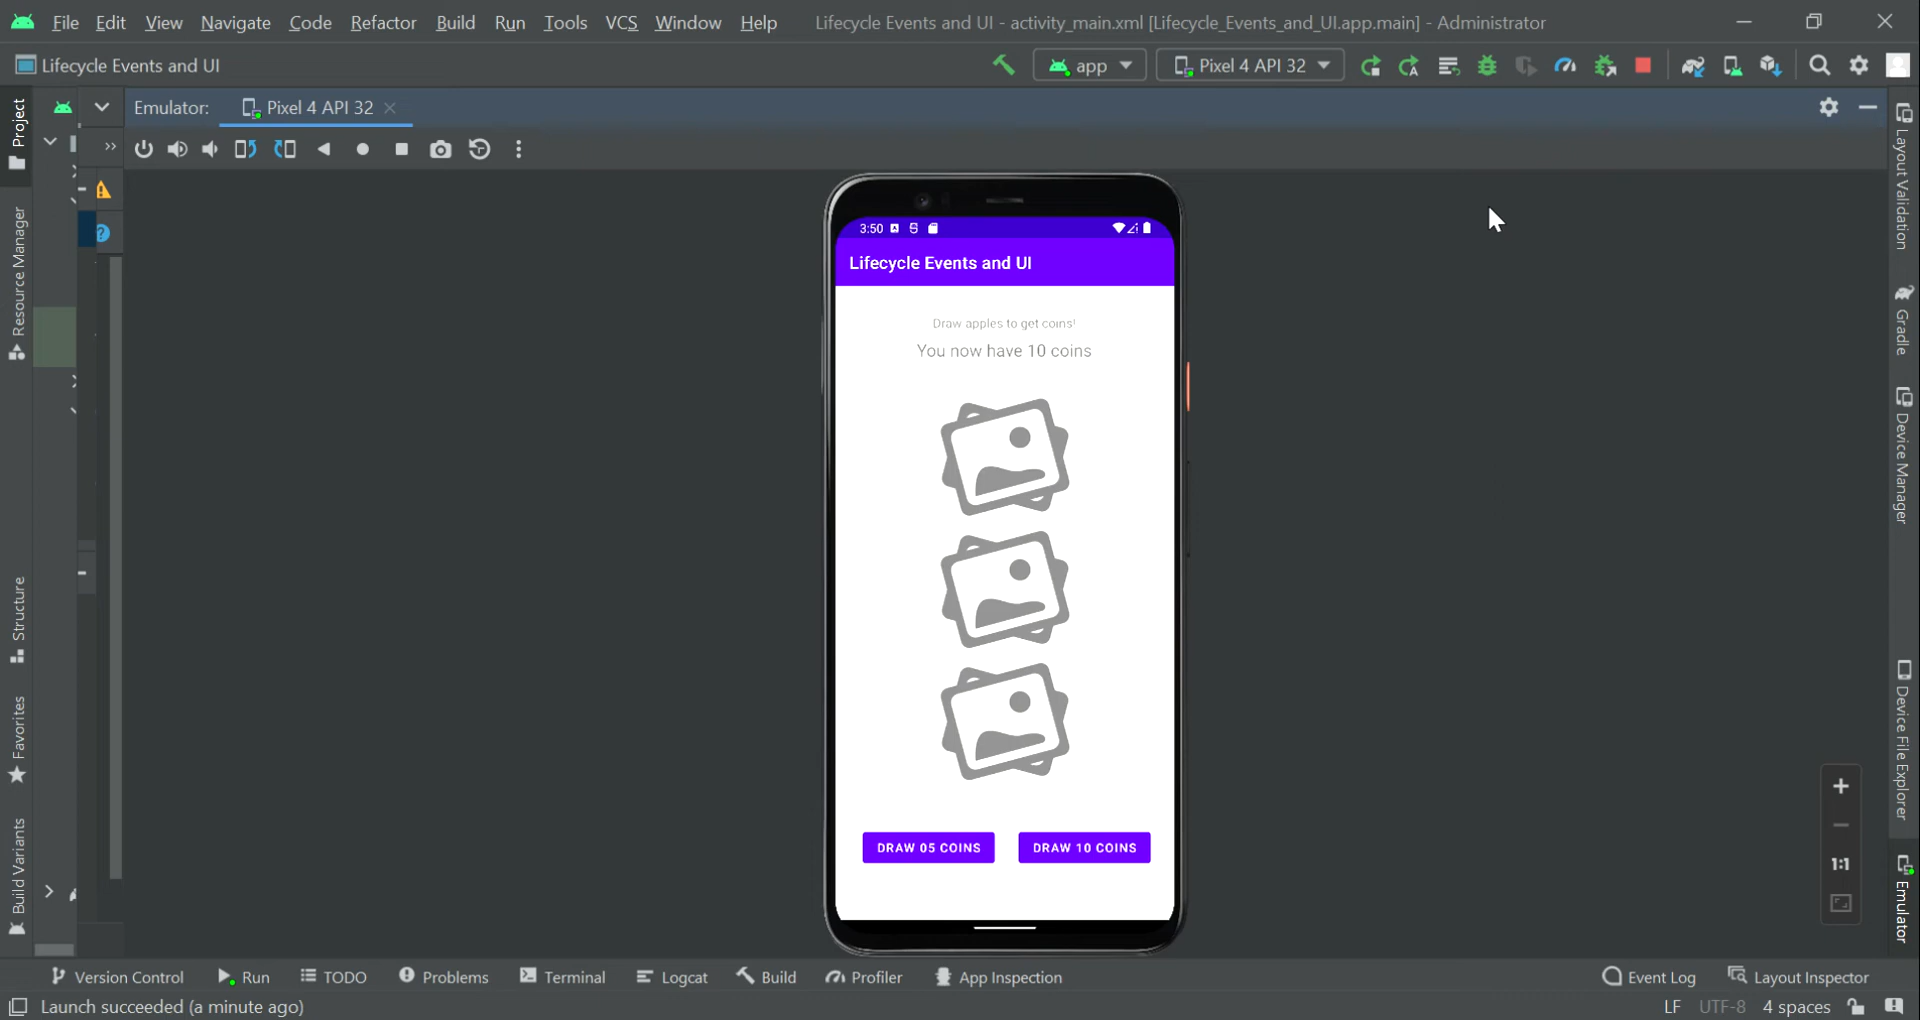 File Edit View Navigate Code Refactor Build Run Tools VCS Window Help Lifecycle Events and UI - activity_main.xml [Lifecycle_Events_and_UI.app.main] - Administrator
Lifecycle Events and UI
app
Pixel 4 API 32
Emulator:
Pixel 4 API 32
Project
Resource Manager
Structure
Favorites
Build Variants
3:50
Lifecycle Events and UI
Draw apples to get coins!
You now have 10 coins
DRAW 05 COINS
DRAW 10 COINS
1:1
Layout Validation
Gradle
Device Manager
Device File Explorer
Emulator
Version Control Run TODO Problems Terminal Logcat Build Profiler App Inspection Event Log Layout Inspector
Launch succeeded (a minute ago) LF UTF-8 4 spaces